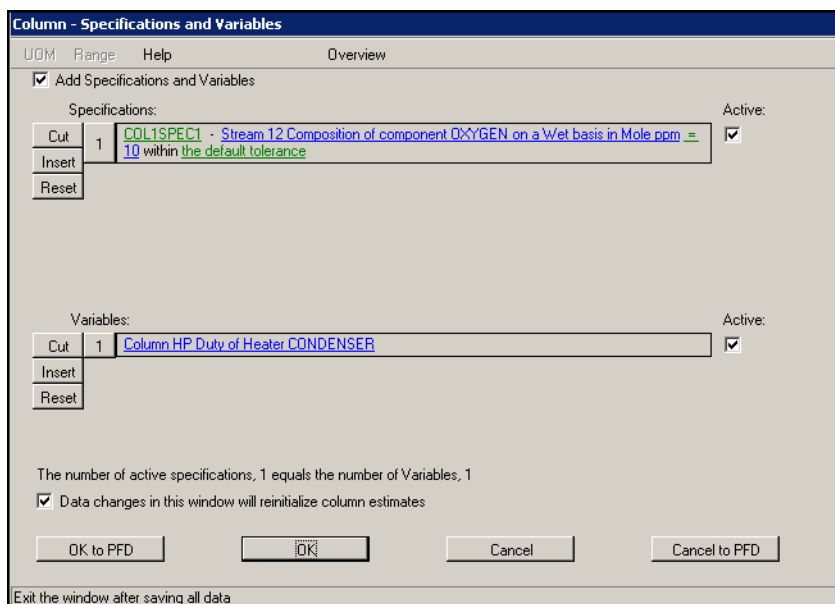 Column - Specifications and Variables
UOM Range Help Overview
Add Specifications and Variables
Specifications: Active:
Cut 1 COL1SPEC1 - Stream 12 Composition of component OXYGEN on a Wet basis in Mole ppm =
10 within the default tolerance
Insert
Reset
Variables: Active:
Cut 1 Column HP Duty of Heater CONDENSER
Insert
Reset
The number of active specifications, 1 equals the number of Variables, 1
Data changes in this window will reinitialize column estimates
OK to PFD OK Cancel Cancel to PFD
Exit the window after saving all data